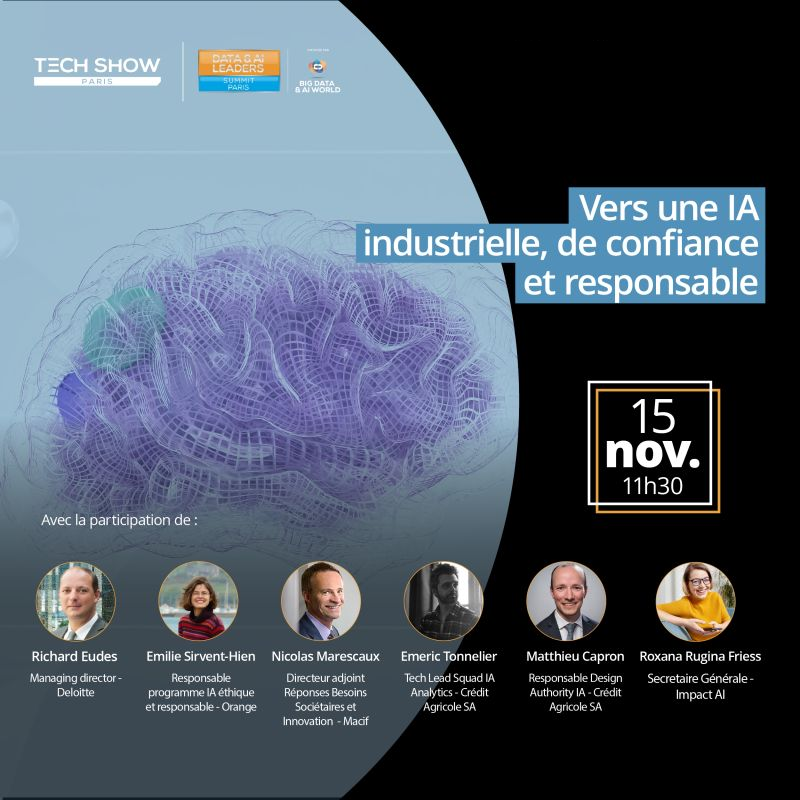 TECH SHOW
PARIS
DATA & AI
LEADERS
SUMMIT
PARIS
BIG DATA
& AI WORLD
Vers une IA
industrielle, de confiance
et responsable
15
nov.
11h30
Avec la participation de :
Richard Eudes
Managing director -
Deloitte
Emilie Sirvent-Hien
Responsable
programme IA éthique
et responsable - Orange
Nicolas Marescaux
Directeur adjoint
Réponses Besoins
Sociétaires et
Innovation - Macif
Emeric Tonnelier
Tech Lead Squad IA
Analytics - Crédit
Agricole SA
Matthieu Capron
Responsable Design
Authority IA - Crédit
Agricole SA
Roxana Rugina Friess
Secretaire Générale -
Impact AI